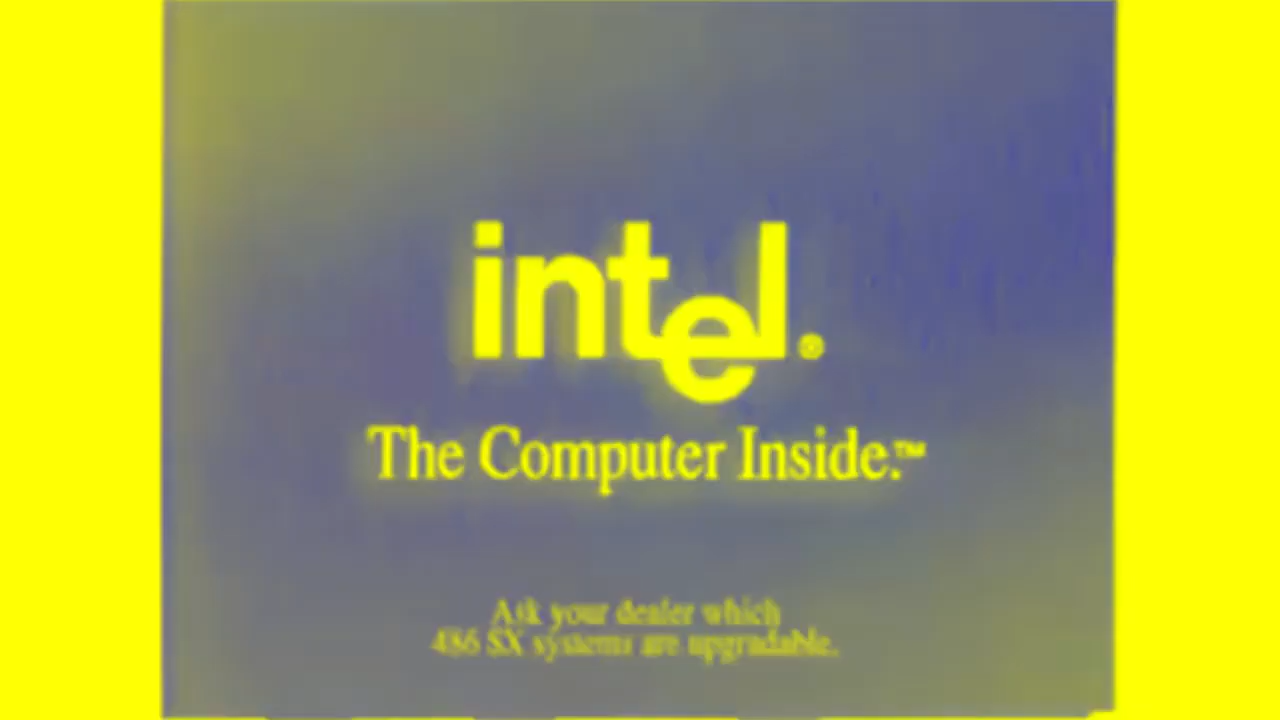 intel®
The Computer Inside.™
Ask your dealer which
486 SX systems are upgradable.